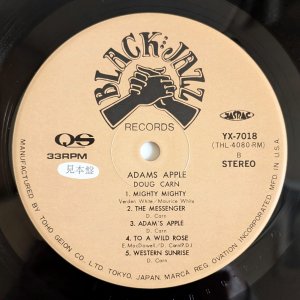 BLACK JAZZ
RECORDS
JASRAC
QS
33RPM
見本盤
YX-7018
(THL-4080-RM)
B
STEREO
ADAMS APPLE
DOUG CARN
1. MIGHTY MIGHTY
Verden White · Maurice White
2. THE MESSENGER
D. Carn
3. ADAM'S APPLE
D. Carn
4. TO A WILD ROSE
E. MacDowell / D. Carn
5. WESTERN SUNRISE
D. Carn
MANUFACTURED BY TOHO GEION CO. LTD TOKYO, JAPAN, MARCA REG. OVATION INCORPORATED. MADE IN U.S.A.